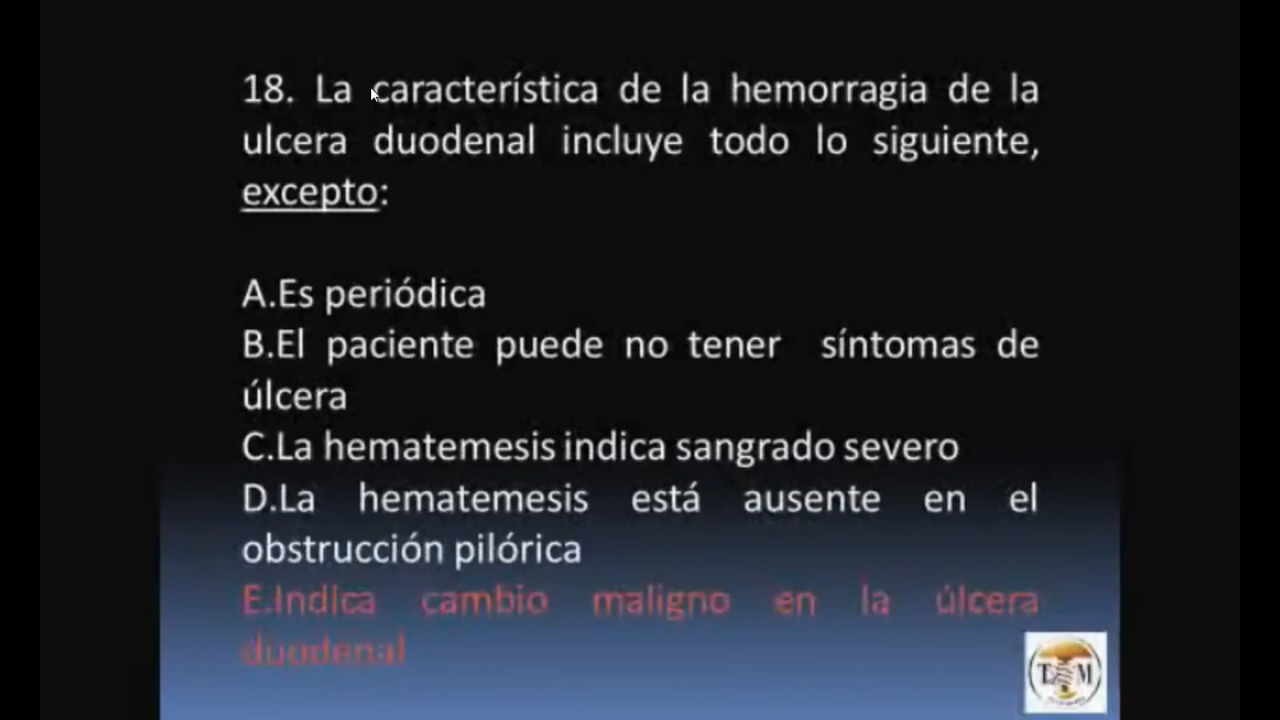 18. La característica de la hemorragia de la
ulcera duodenal incluye todo lo siguiente,
excepto:
A.Es periódica
B.El paciente puede no tener síntomas de
úlcera
C.La hematemesis indica sangrado severo
D.La hematemesis está ausente en el
obstrucción pilórica
E.Indica cambio maligno en la úlcera
duodenal
T M